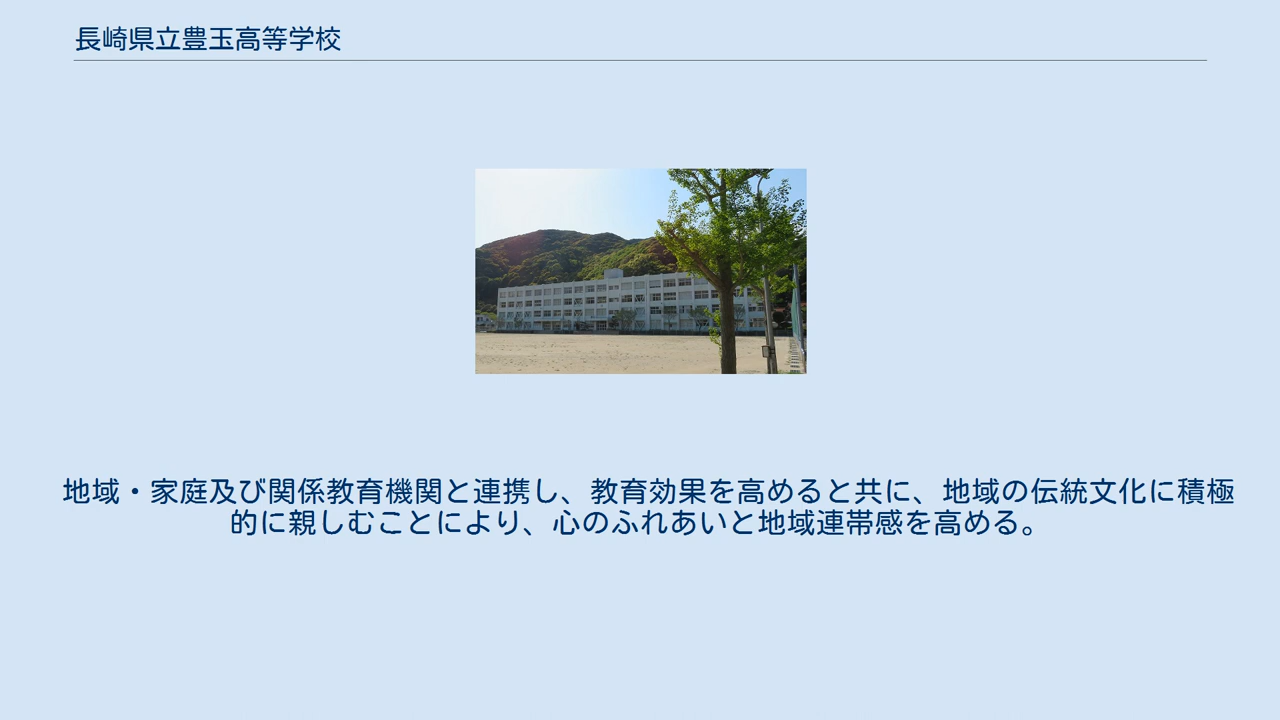 長崎県立豊玉高等学校
地域・家庭及び関係教育機関と連携し、教育効果を高めると共に、地域の伝統文化に積極
的に親しむことにより、心のふれあいと地域連帯感を高める。